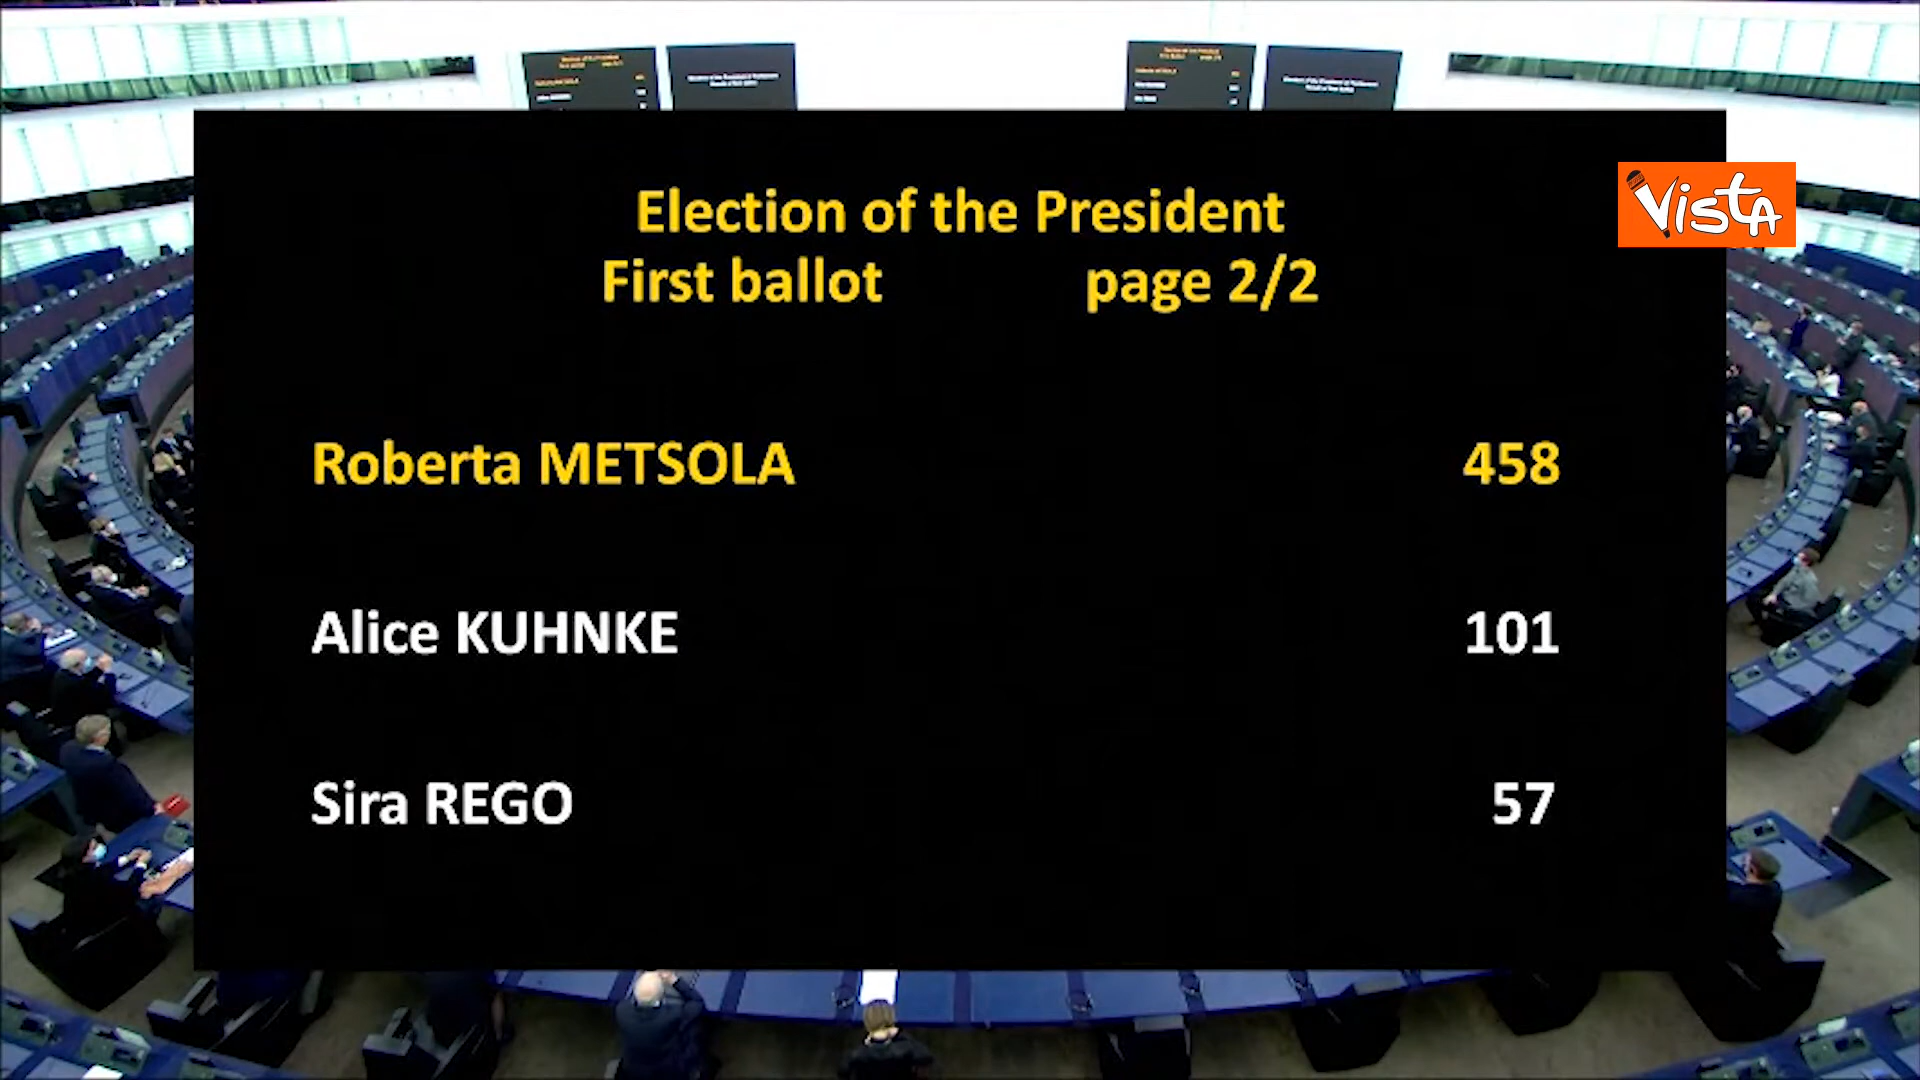 Election of the President
First ballot page 2/2
VISTA
Roberta METSOLA 458
Alice KUHNKE 101
Sira REGO 57